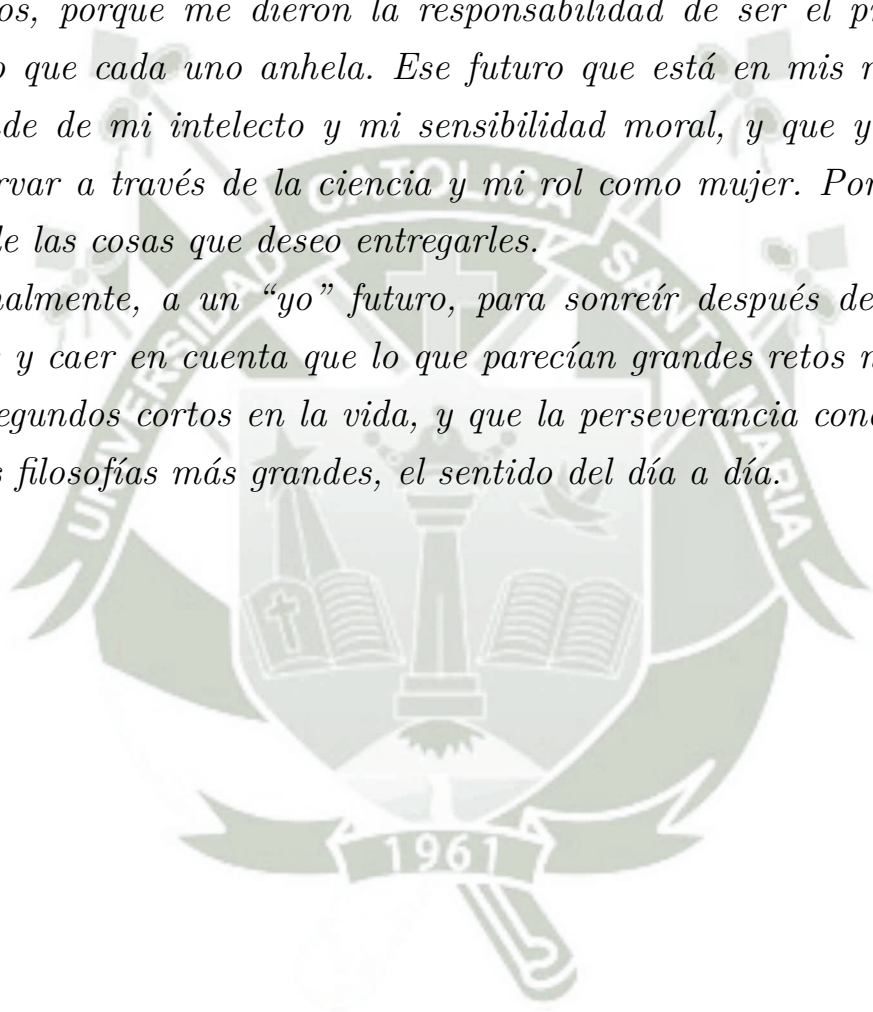 os, porque me dieron la responsabilidad de ser el p
o que cada uno anhela. Ese futuro que está en mis
de de mi intelecto y mi sensibilidad moral, y que y
rvar a través de la ciencia y mi rol como mujer. Por
le las cosas que deseo entregarles.
nalmente, a un “yo” futuro, para sonreír después de
y caer en cuenta que lo que parecían grandes retos
segundos cortos en la vida, y que la perseverancia con
s filosofías más grandes, el sentido del día a día.
UNIVERSIDAD CATOLICA SANTA MARIA
1961